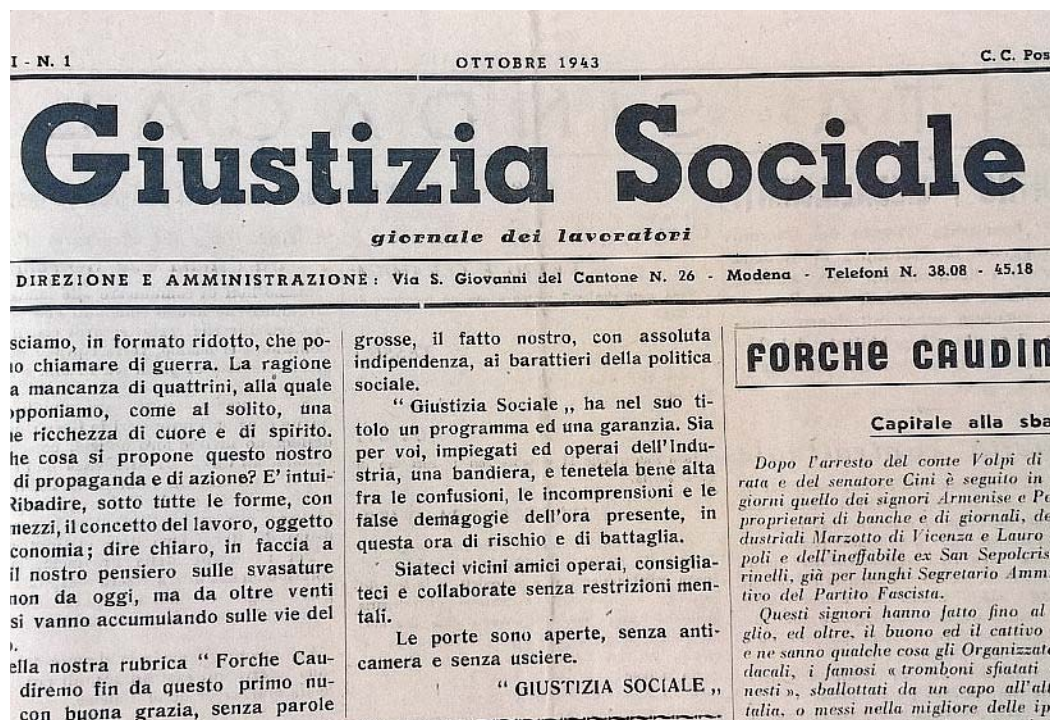 I - N. 1
OTTOBRE 1943
C. C. Pos
Giustizia Sociale
giornale dei lavoratori
DIREZIONE E AMMINISTRAZIONE: Via S. Giovanni del Cantone N. 26 - Modena - Telefoni N. 38.08 - 45.18
sciamo, in formato ridotto, che po-
o chiamare di guerra. La ragione
a mancanza di quattrini, alla quale
pponiamo, come al solito, una
e ricchezza di cuore e di spirito.
he cosa si propone questo nostro
di propaganda e di azione? E' intui-
Ribadire, sotto tutte le forme, con
mezzi, il concetto del lavoro, oggetto
conomia; dire chiaro, in faccia a
il nostro pensiero sulle svasature
non da oggi, ma da oltre venti
si vanno accumulando sulle vie del
ella nostra rubrica “ Forche Cau-
diremo fin da questo primo nu-
con buona grazia, senza parole
grosse, il fatto nostro, con assoluta
indipendenza, ai barattieri della politica
sociale.
“ Giustizia Sociale „ ha nel suo ti-
tolo un programma ed una garanzia. Sia
per voi, impiegati ed operai dell'Indu-
stria, una bandiera, e tenetela bene alta
fra le confusioni, le incomprensioni e le
false demagogie dell'ora presente, in
questa ora di rischio e di battaglia.
Siateci vicini amici operai, consiglia-
teci e collaborate senza restrizioni men-
tali.
Le porte sono aperte, senza anti-
camera e senza usciere.
“ GIUSTIZIA SOCIALE „
FORCHE CAUDIN
Capitale alla sba
Dopo l'arresto del conte Volpi di
rata e del senatore Cini è seguito in
giorni quello dei signori Armenise e Pe
proprietari di banche e di giornali, de
dustriali Marzotto di Vicenza e Lauro
poli e dell'ineffabile ex San Sepolcris
rinelli, già per lunghi Segretario Amm
tivo del Partito Fascista.
Questi signori hanno fatto fino al
glio, ed oltre, il buono ed il cattivo
e ne sanno qualche cosa gli Organizzato
dacali, i famosi « tromboni sfiatati
nesti », sballottati da un capo all'alt
talia, o messi nella migliore delle ip